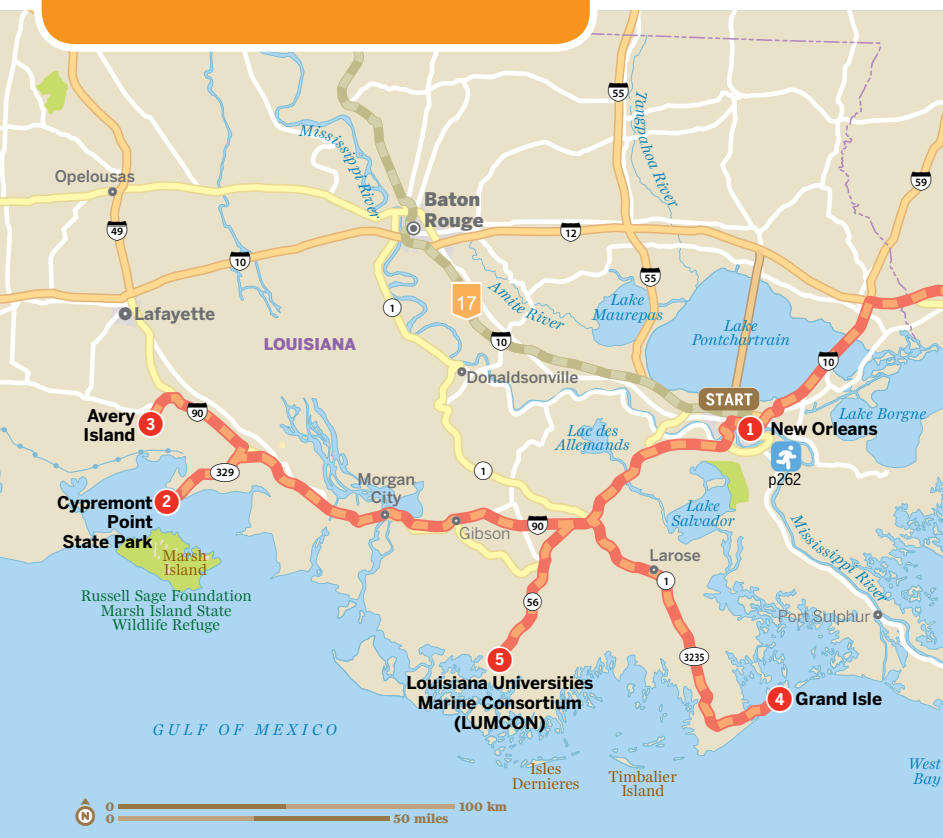 55
Tangipahoa River
Mississippi River
59
Opelousas
Baton
Rouge
49
12
10
55
1
17
Amite River
Lake
Maurepas
Lake
Pontchartrain
Lafayette
LOUISIANA
10
10
Donaldsonville
START
Avery
Island
3
90
1
New Orleans
Lake Borgne
Lac des
Allemands
p262
329
1
Morgan
City
2
Cypremont
Point
State Park
Lake
Salvador
Mississippi River
90
Gibson
Marsh
Island
Larose
1
Russell Sage Foundation
Marsh Island State
Wildlife Refuge
56
Port Sulphur
3235
5
Louisiana Universities
Marine Consortium
(LUMCON)
4
Grand Isle
GULF OF MEXICO
Isles
Dernieres
Timbalier
Island
West
Bay
N
0
100 km
0
50 miles